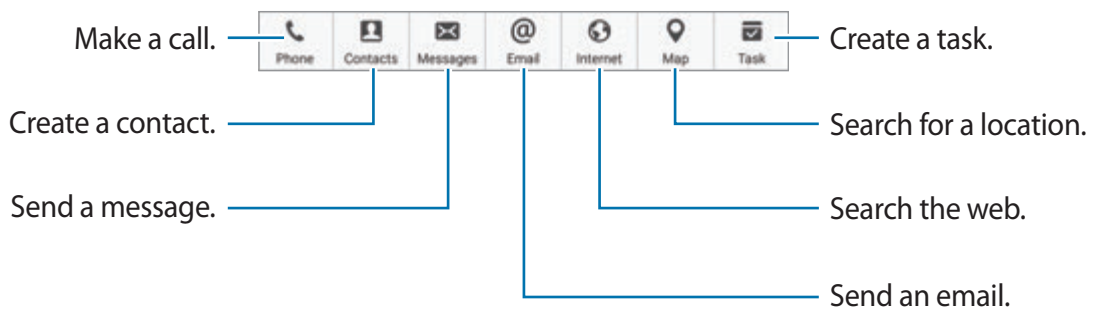 Make a call.
Phone
Contacts
Messages
@
Email
Internet
Map
Task
Create a task.
Create a contact.
Search for a location.
Send a message.
Search the web.
Send an email.